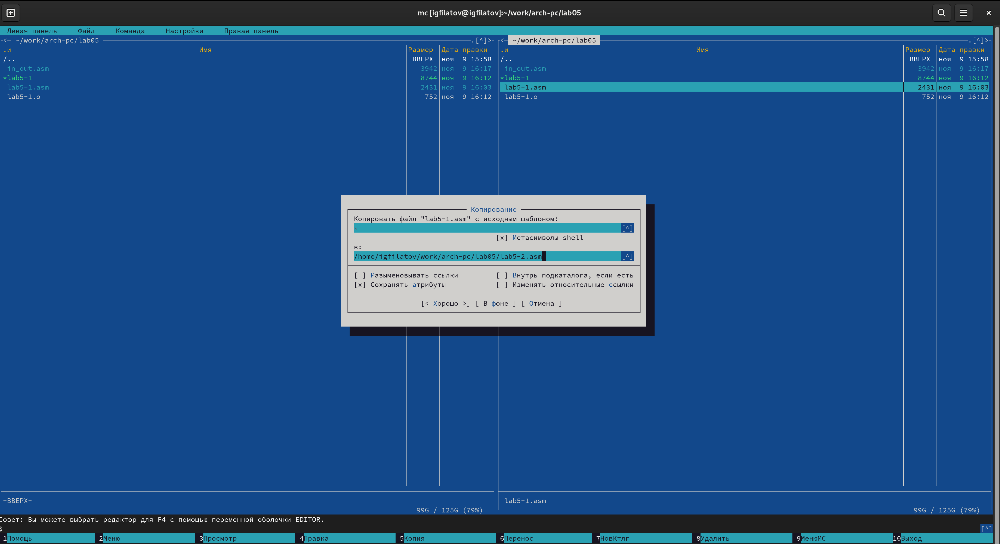 mc [igfilatov@igfilatov]:~/work/arch-pc/lab05
Левая панель Файл Команда Настройки Правая панель
<─ ~/work/arch-pc/lab05 .[^]> <─ ~/work/arch-pc/lab05 .[^]>
.и Имя Размер Дата правки .и Имя Размер Дата правки
/.. -ВВЕРХ- ноя 9 15:58 /.. -ВВЕРХ- ноя 9 15:58
in_out.asm 3942 ноя 9 16:17 in_out.asm 3942 ноя 9 16:17
*lab5-1 8744 ноя 9 16:12 *lab5-1 8744 ноя 9 16:12
lab5-1.asm 2431 ноя 9 16:03 lab5-1.asm 2431 ноя 9 16:03
lab5-1.o 752 ноя 9 16:12 lab5-1.o 752 ноя 9 16:12
Копирование
Копировать файл "lab5-1.asm" с исходным шаблоном:
* [^]
[x] Метасимволы shell
в:
/home/igfilatov/work/arch-pc/lab05/lab5-2.asm [^]
[ ] Разыменовывать ссылки [ ] Внутрь подкаталога, если есть
[x] Сохранять атрибуты [ ] Изменять относительные ссылки
[< Хорошо >] [ В фоне ] [ Отмена ]
-ВВЕРХ- lab5-1.asm
99G / 125G (79%) 99G / 125G (79%)
Совет: Вы можете выбрать редактор для F4 с помощью переменной оболочки EDITOR.
$ [^]
1Помощь 2Меню 3Просмотр 4Правка 5Копия 6Перенос 7НовКтлг 8Удалить 9МенюМС 10Выход